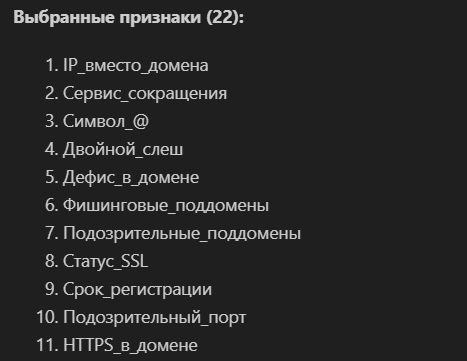 Выбранные признаки (22):
1. IP_вместо_домена
2. Сервис_сокращения
3. Символ_@
4. Двойной_слеш
5. Дефис_в_домене
6. Фишинговые_поддомены
7. Подозрительные_поддомены
8. Статус_SSL
9. Срок_регистрации
10. Подозрительный_порт
11. HTTPS_в_домене